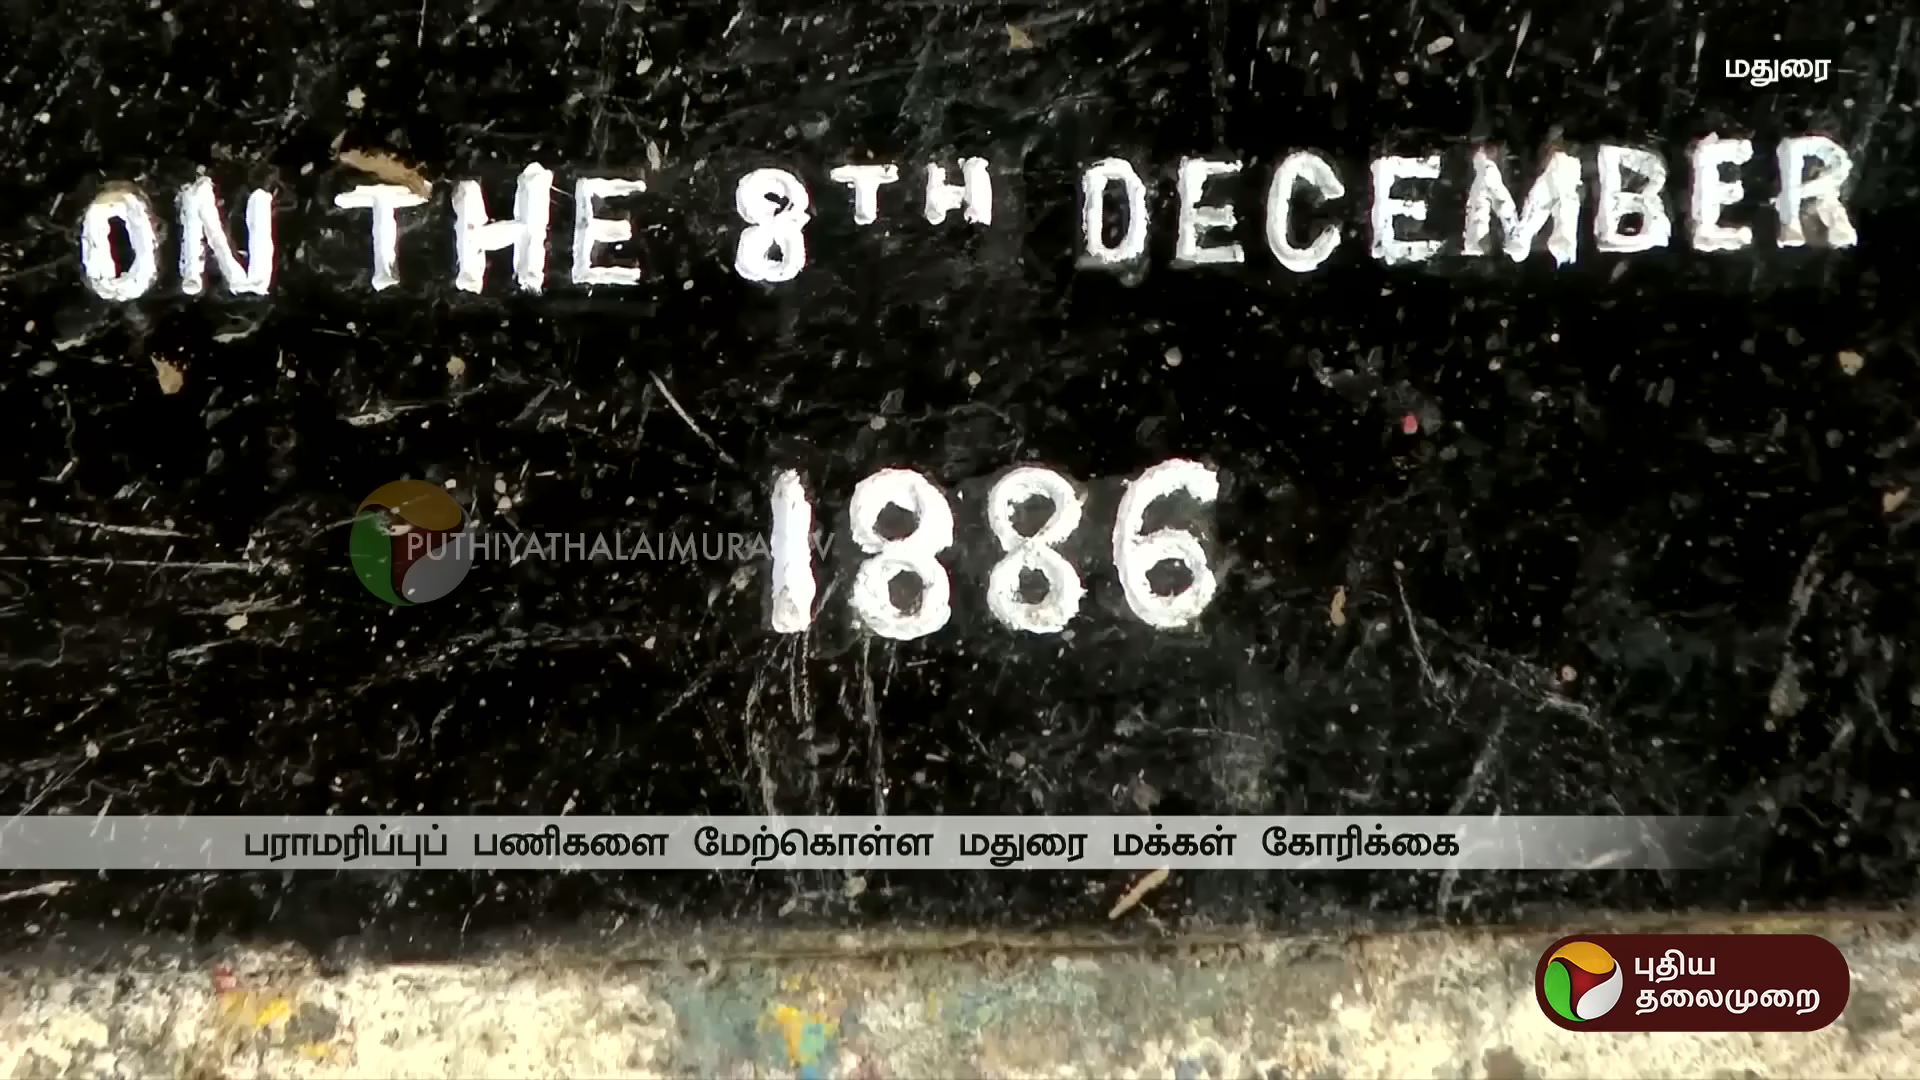 மதுரை
ON THE 8TH DECEMBER
1886
PUTHIYATHALAIMURAI TV
பராமரிப்புப் பணிகளை மேற்கொள்ள மதுரை மக்கள் கோரிக்கை
புதிய
தலைமுறை